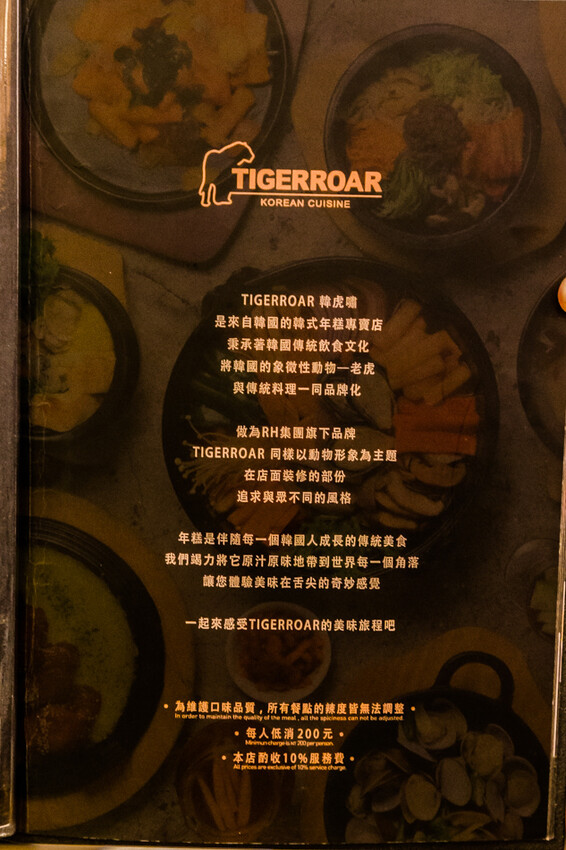 TIGERROAR
KOREAN CUISINE
TIGERROAR 韓虎嘯
是來自韓國的韓式年糕專賣店
秉承著韓國傳統飲食文化
將韓國的象徵性動物—老虎
與傳統料理一同品牌化
做為RH集團旗下品牌
TIGERROAR 同樣以動物形象為主題
在店面裝修的部份
追求與眾不同的風格
年糕是伴隨每一個韓國人成長的傳統美食
我們竭力將它原汁原味地帶到世界每一個角落
讓您體驗美味在舌尖的奇妙感覺
一起來感受TIGERROAR的美味旅程吧
• 為維護口味品質，所有餐點的辣度皆無法調整 •
In order to maintain the quality of the meal , all the spiciness can not be adjusted.
• 每人低消200元 •
Minimun charge is NT 200 per person.
• 本店酌收10%服務費 •
All prices are exclusive of 10% service charge.